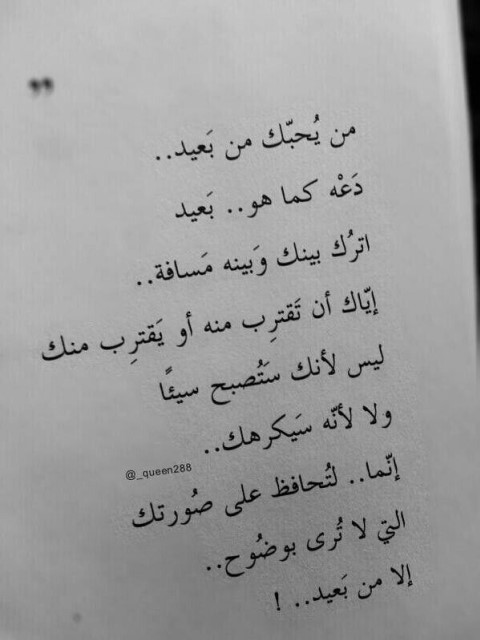 ”
من يُحبّك من بَعيد..
دَعْه كما هو.. بَعيد
اترُك بينك وَبينه مَسافة..
إيّاك أن تَقترِب منه أو يَقترِب منك
ليس لأنك سَتُصبح سيئًا
ولا لأنّه سَيكرهك..
@_queen288
إنّما.. لتُحافظ على صُورتك
التي لا تُرى بوضُوح..
إلا من بَعيد.. !